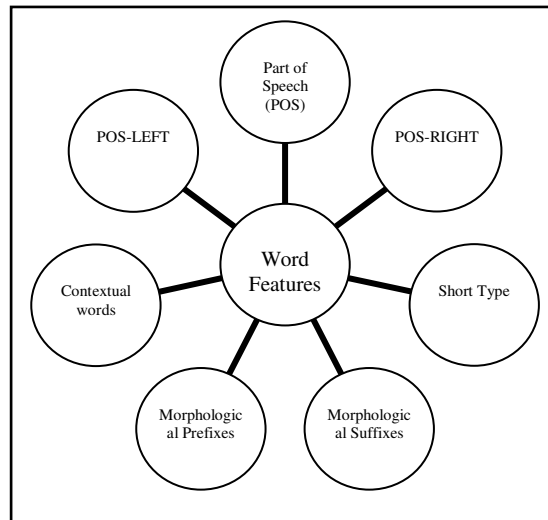 Part of
Speech
(POS)
POS-LEFT
POS-RIGHT
Word
Features
Contextual
words
Short Type
Morphologic
al Prefixes
Morphologic
al Suffixes